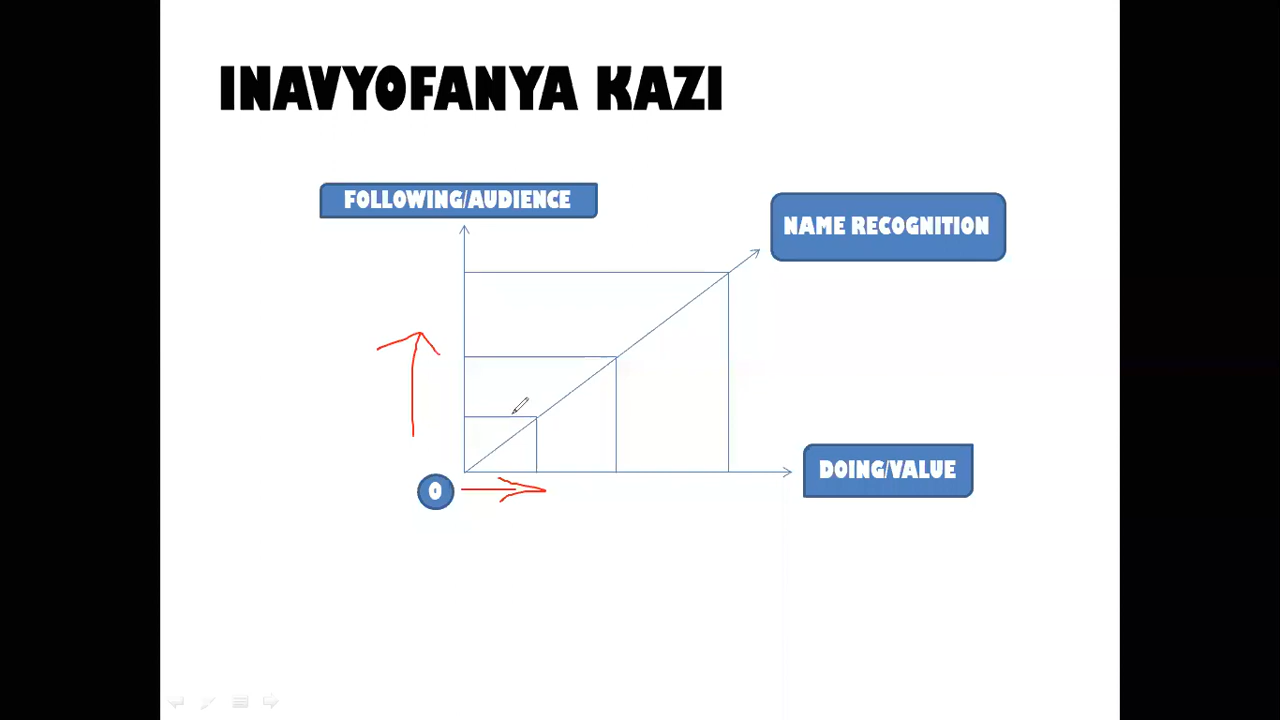 INAVYOFANYA KAZI
FOLLOWING/AUDIENCE
NAME RECOGNITION
DOING/VALUE
0